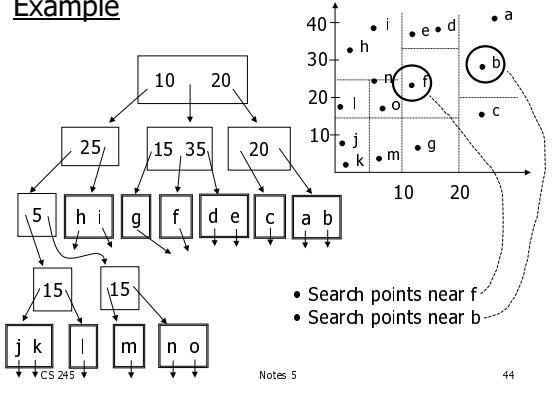 Example
40
30
20
10
10 20
a
b
c
d
e
f
g
h
i
j
k
l
m
n
o
10 20
25
15 35
20
5
h i
g
f
d e
c
a b
15
15
j k
l
m
n o
• Search points near f
• Search points near b
CS 245
Notes 5
44